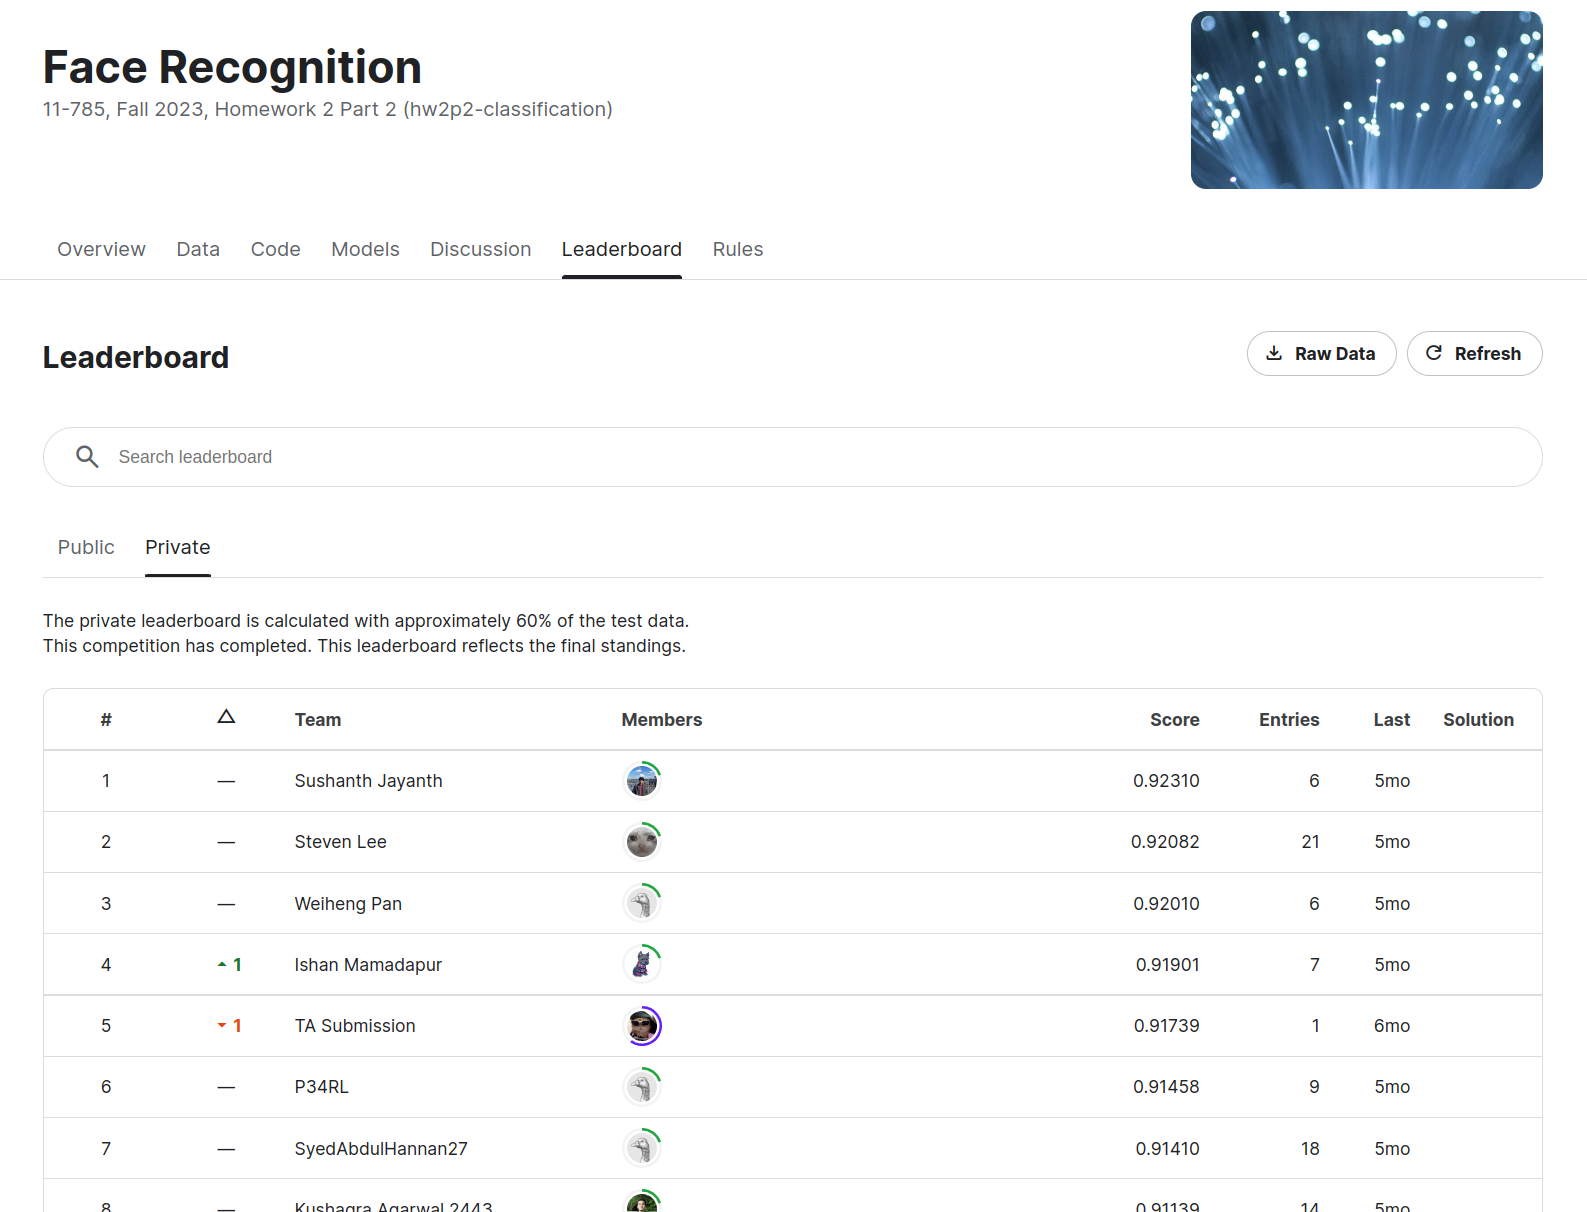 Face Recognition
11-785, Fall 2023, Homework 2 Part 2 (hw2p2-classification)
Overview Data Code Models Discussion Leaderboard Rules
Leaderboard
Raw Data Refresh
Search leaderboard
Public Private
The private leaderboard is calculated with approximately 60% of the test data.
This competition has completed. This leaderboard reflects the final standings.
# △ Team Members Score Entries Last Solution
1 — Sushanth Jayanth 0.92310 6 5mo
2 — Steven Lee 0.92082 21 5mo
3 — Weiheng Pan 0.92010 6 5mo
4 1 Ishan Mamadapur 0.91901 7 5mo
5 1 TA Submission 0.91739 1 6mo
6 — P34RL 0.91458 9 5mo
7 — SyedAbdulHannan27 0.91410 18 5mo
8 — Kushagra Agarwal 2443 0.91139 14 5mo